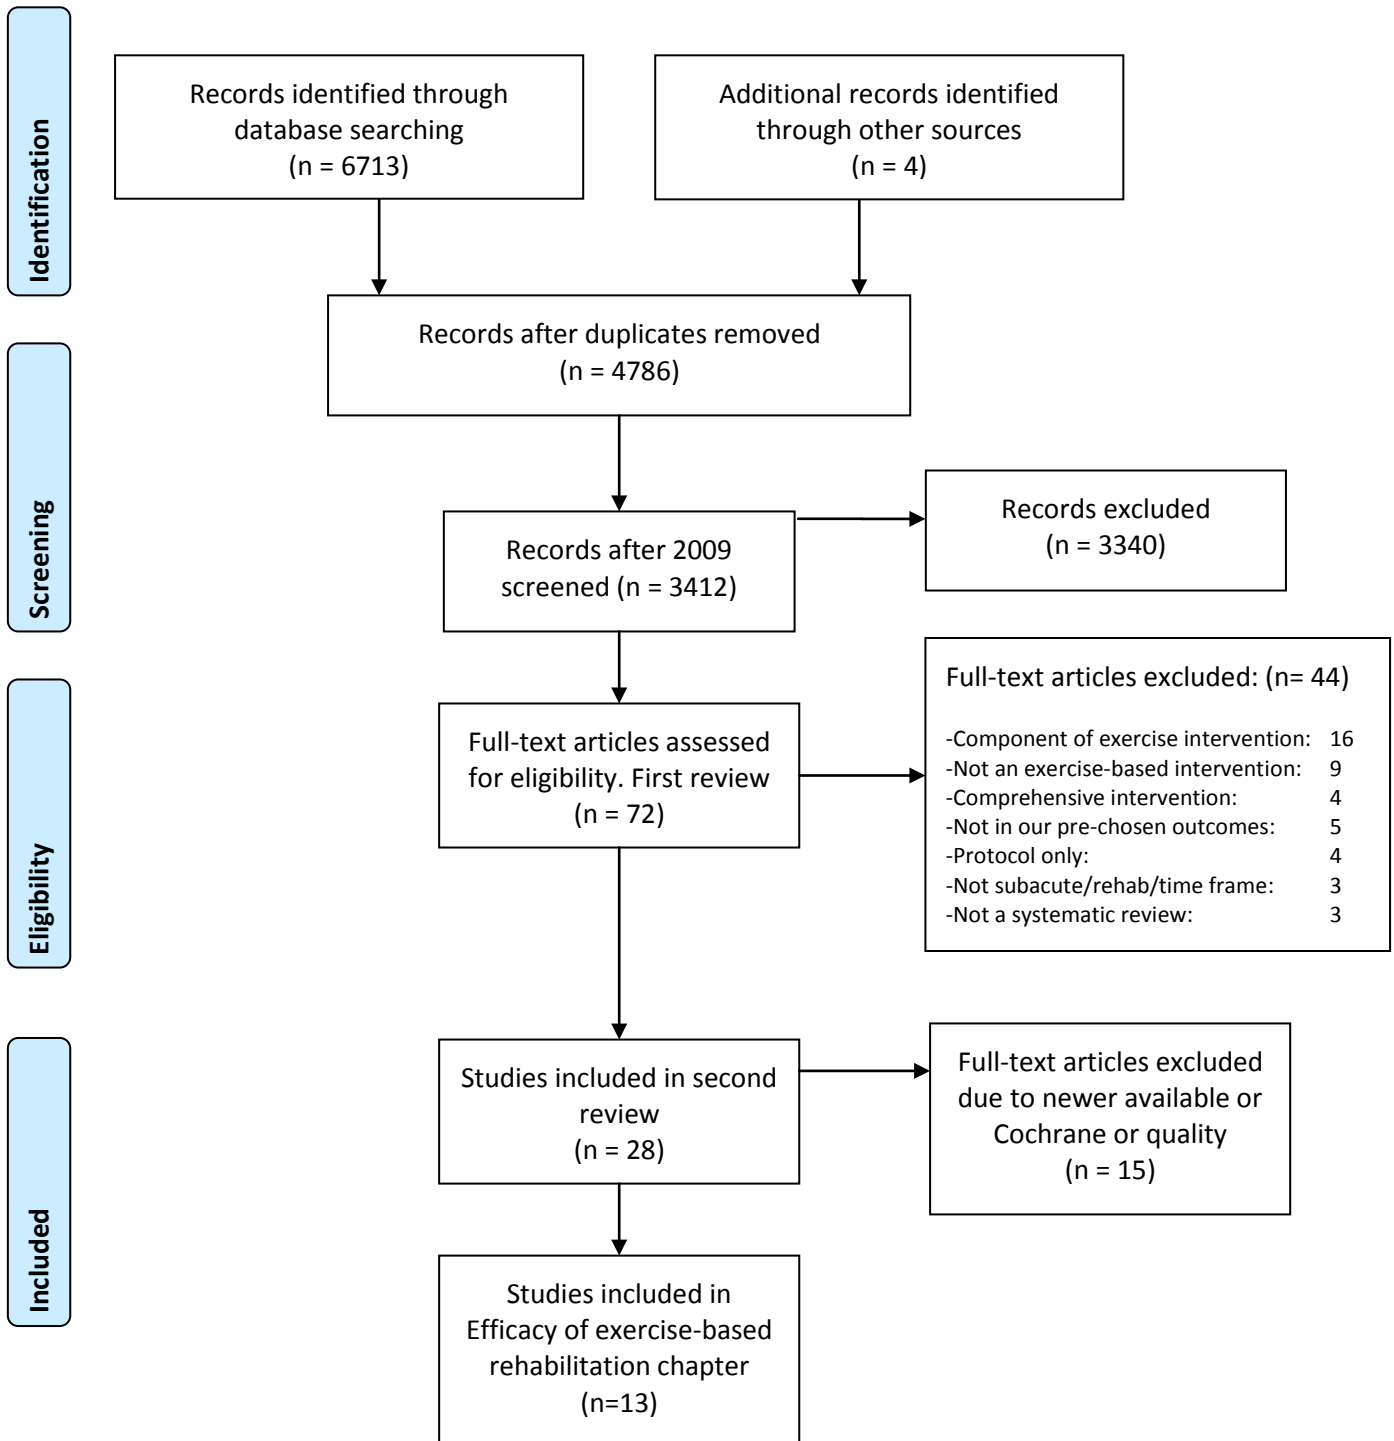 Identification
Records identified through
database searching
(n = 6713)
Additional records identified
through other sources
(n = 4)
Records after duplicates removed
(n = 4786)
Screening
Records after 2009
screened (n = 3412)
Records excluded
(n = 3340)
Eligibility
Full-text articles assessed
for eligibility. First review
(n = 72)
Full-text articles excluded: (n= 44)
-Component of exercise intervention: 16
-Not an exercise-based intervention: 9
-Comprehensive intervention: 4
-Not in our pre-chosen outcomes: 5
-Protocol only: 4
-Not subacute/rehab/time frame: 3
-Not a systematic review: 3
Included
Studies included in second
review
(n = 28)
Full-text articles excluded
due to newer available or
Cochrane or quality
(n = 15)
Studies included in
Efficacy of exercise-based
rehabilitation chapter
(n=13)